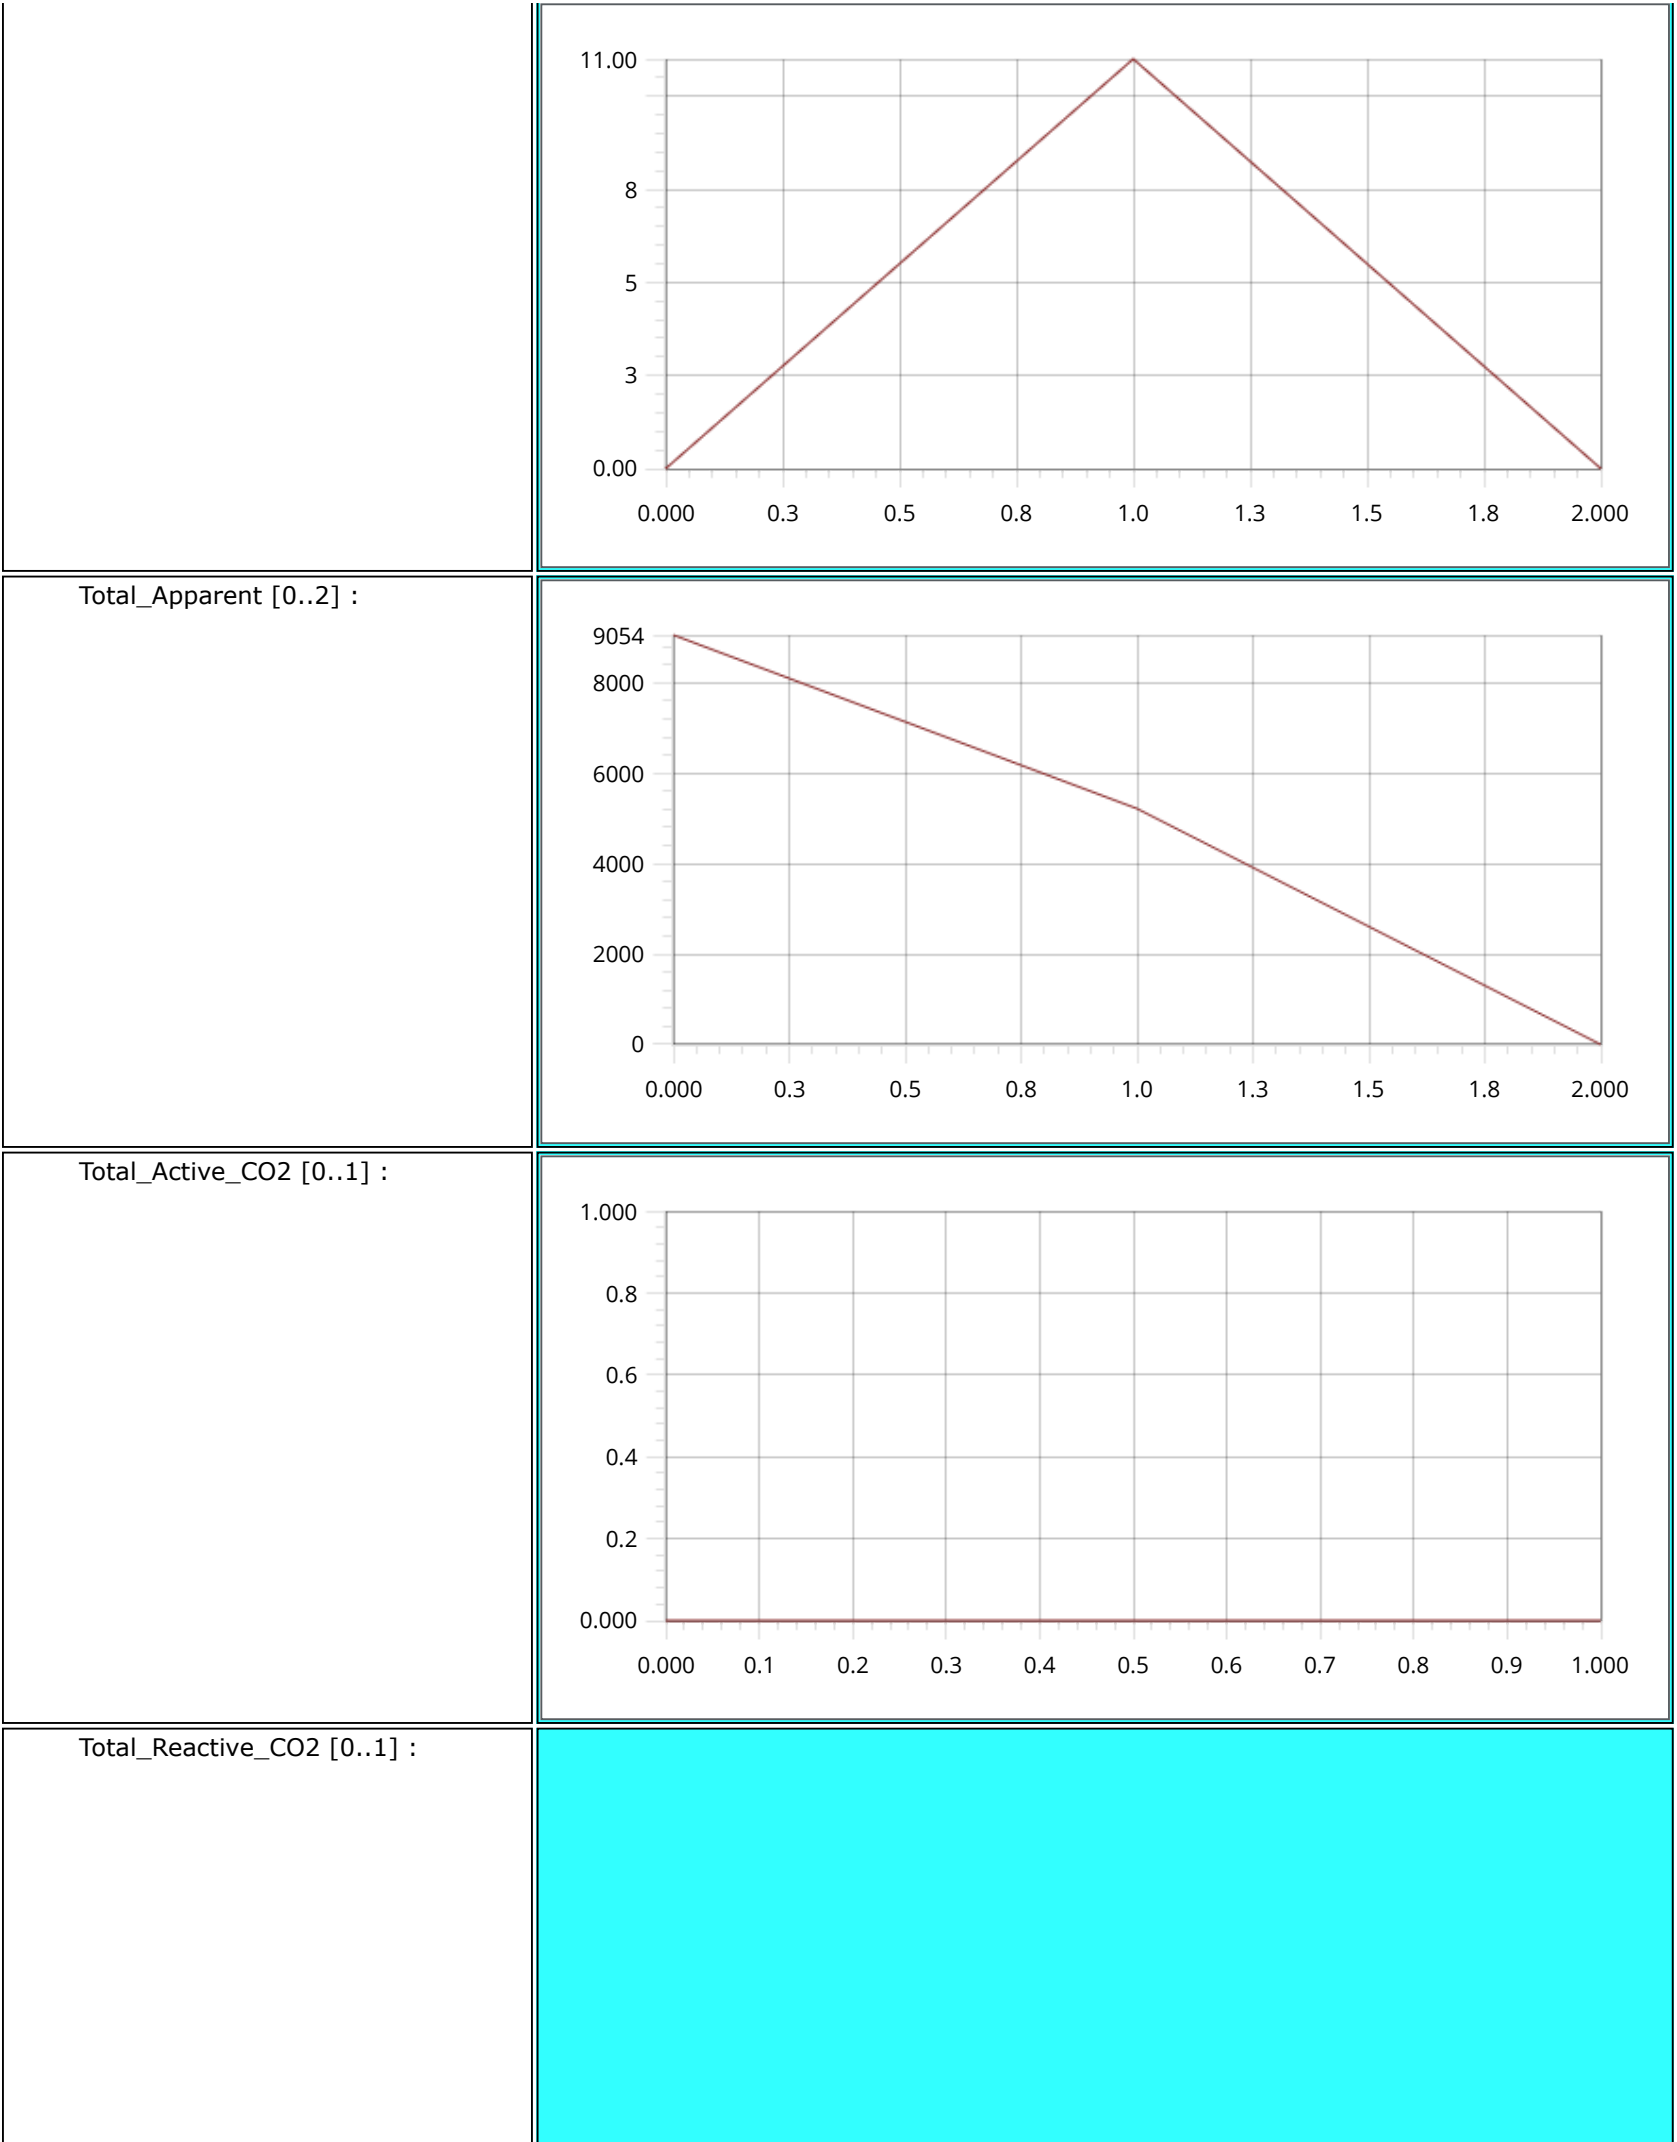 11.00
8
5
3
0.00
0.000 0.3 0.5 0.8 1.0 1.3 1.5 1.8 2.000
Total_Apparent [0..2] :
9054
8000
6000
4000
2000
0
0.000 0.3 0.5 0.8 1.0 1.3 1.5 1.8 2.000
Total_Active_CO2 [0..1] :
1.000
0.8
0.6
0.4
0.2
0.000
0.000 0.1 0.2 0.3 0.4 0.5 0.6 0.7 0.8 0.9 1.000
Total_Reactive_CO2 [0..1] :